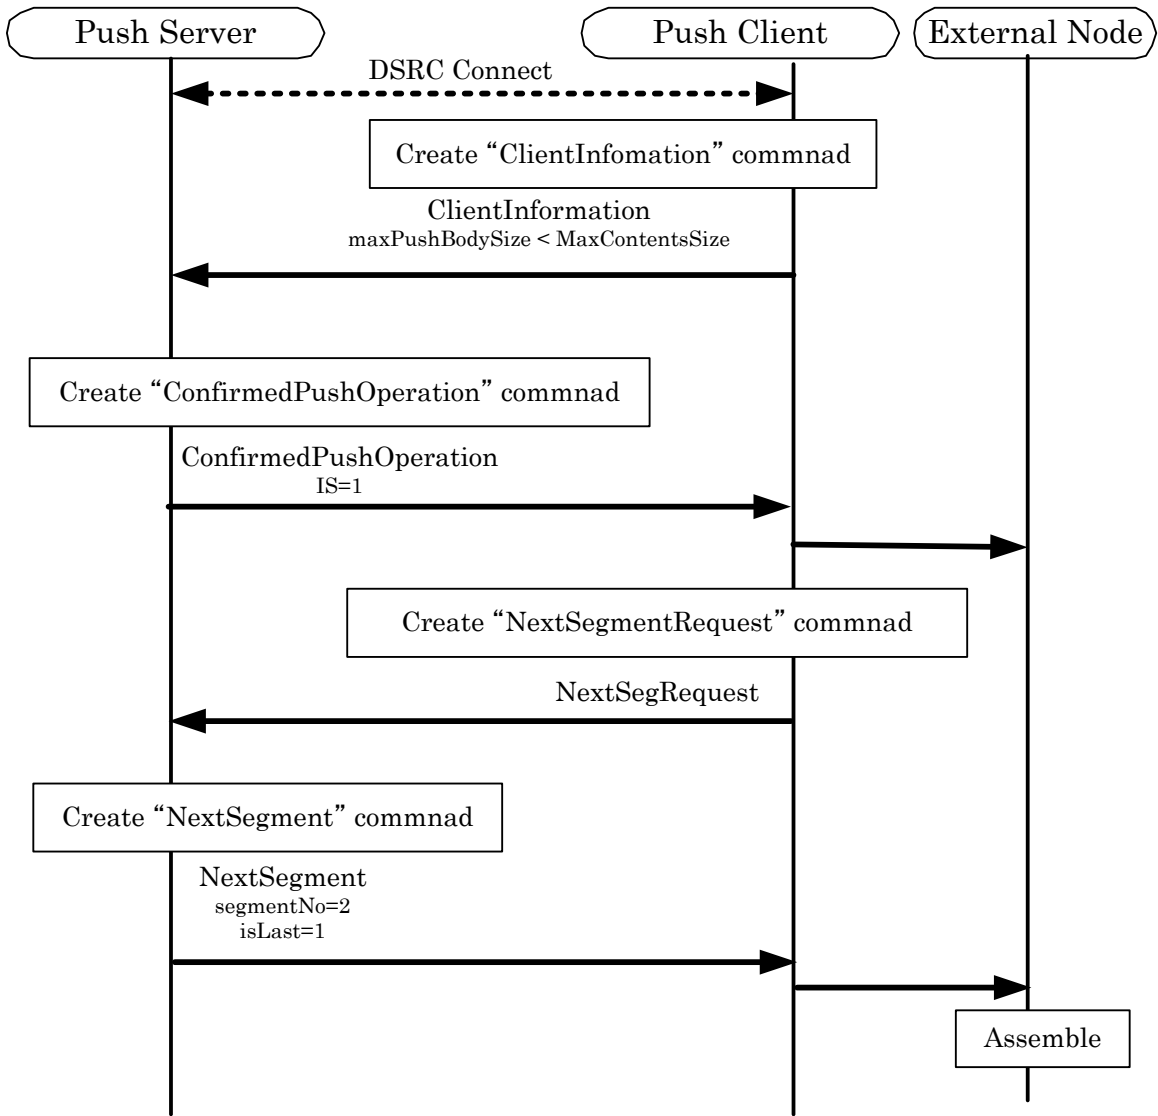 Push Server
Push Client
External Node
DSRC Connect
Create “ClientInfomation” commnad
ClientInformation
maxPushBodySize < MaxContentsSize
Create “ConfirmedPushOperation” commnad
ConfirmedPushOperation
IS=1
Create “NextSegmentRequest” commnad
NextSegRequest
Create “NextSegment” commnad
NextSegment
segmentNo=2
isLast=1
Assemble